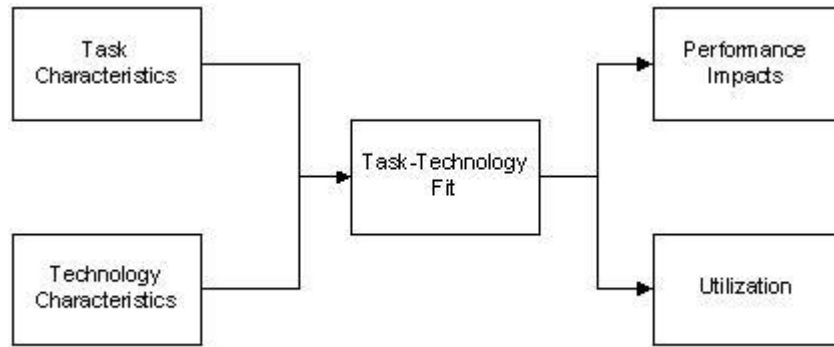 Task
Characteristics
Performance
Impacts
Task-Technology
Fit
Technology
Characteristics
Utilization